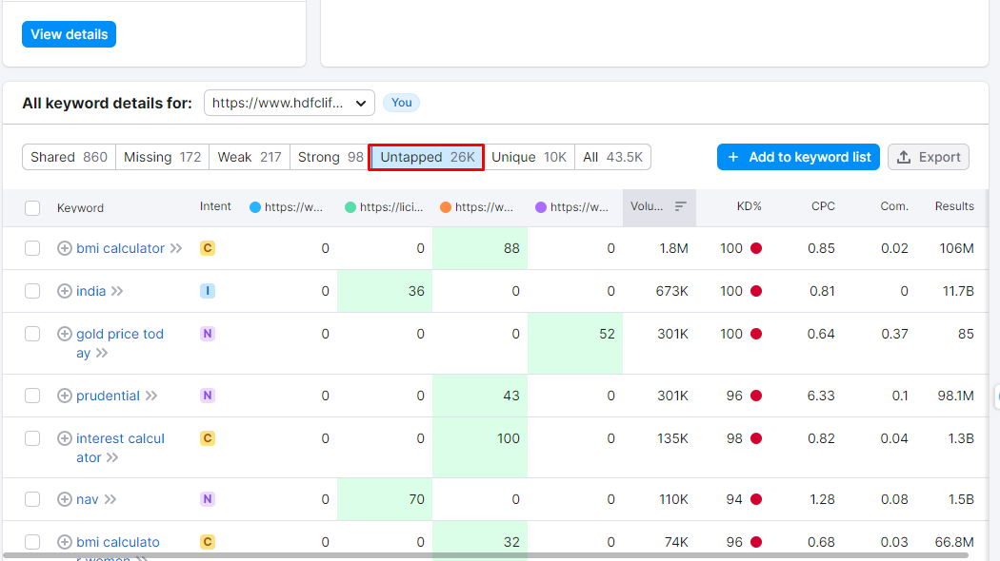 View details
All keyword details for: https://www.hdfclif... You
Shared 860 Missing 172 Weak 217 Strong 98 Untapped 26K Unique 10K All 43.5K + Add to keyword list Export
Keyword Intent https://w... https://lici... https://w... https://w... Volu... KD% CPC Com. Results
bmi calculator C 0 0 88 0 1.8M 100 0.85 0.02 106M
india I 0 36 0 0 673K 100 0.81 0 11.7B
gold price tod N 0 0 0 52 301K 100 0.64 0.37 85
ay
prudential N 0 0 43 0 301K 96 6.33 0.1 98.1M
interest calcul C 0 0 100 0 135K 98 0.82 0.04 1.3B
ator
nav N 0 70 0 0 110K 94 1.28 0.08 1.5B
bmi calculato C 0 0 32 0 74K 96 0.68 0.03 66.8M
r women